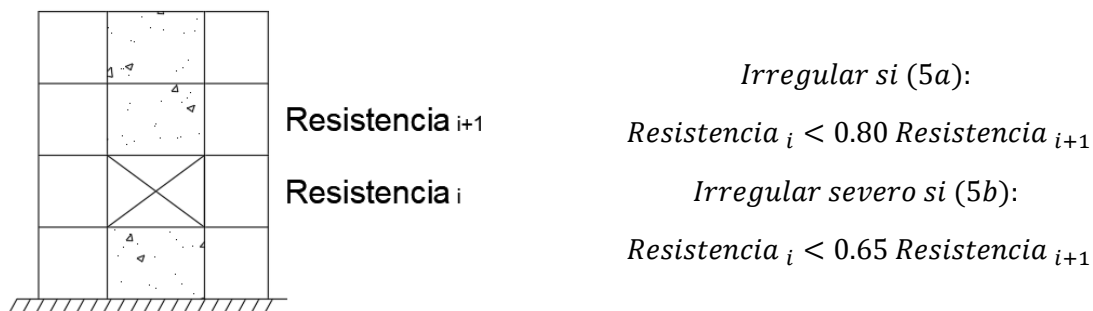 Resistencia i+1
Resistencia i
Irregular si (5a):
Resistencia i < 0.80 Resistencia i+1
Irregular severo si (5b):
Resistencia i < 0.65 Resistencia i+1